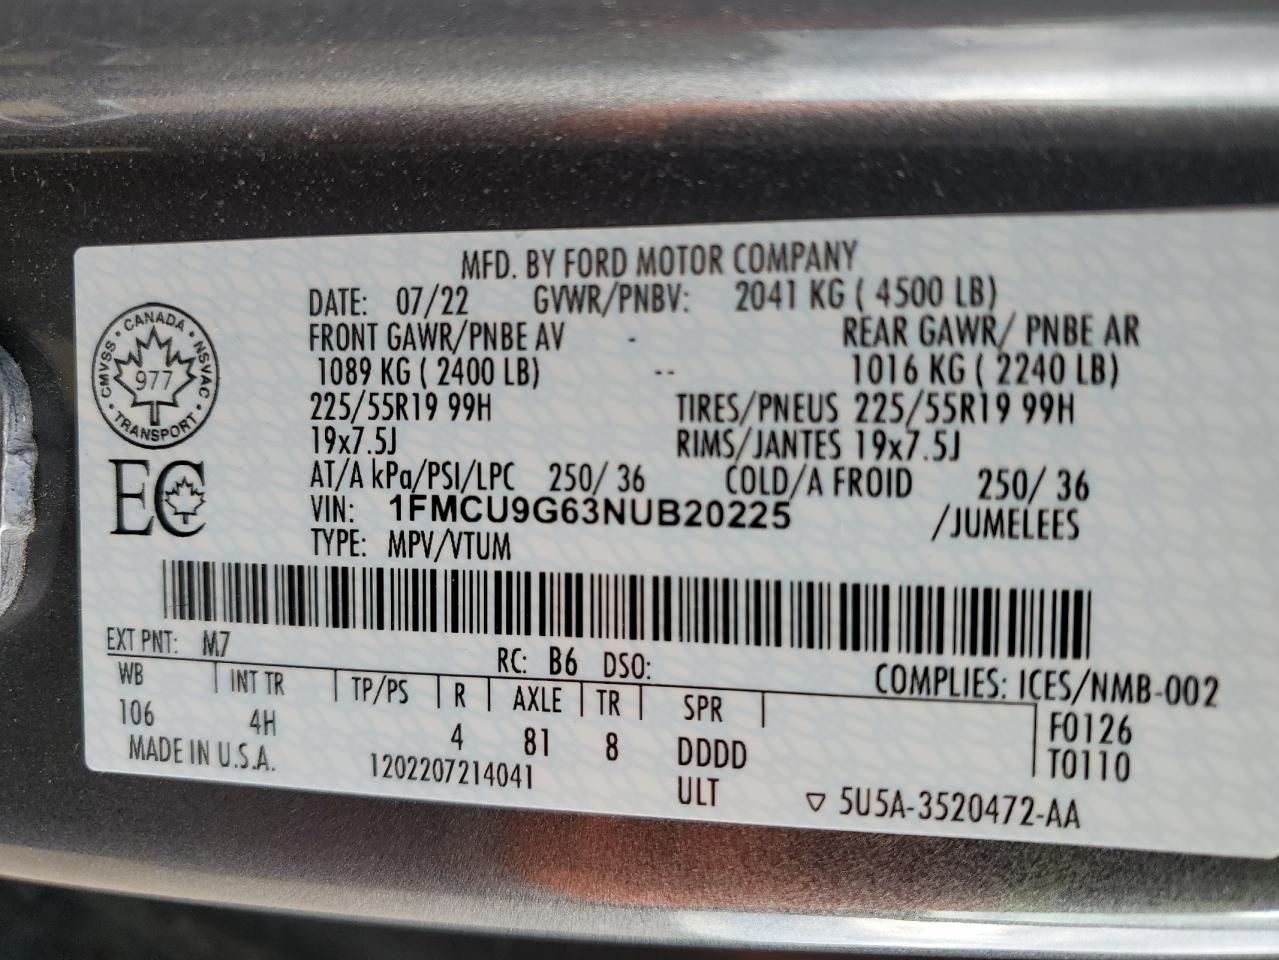 MFD. BY FORD MOTOR COMPANY
DATE: 07/22 GVWR/PNBV: 2041 KG ( 4500 LB)
FRONT GAWR/PNBE AV - REAR GAWR/ PNBE AR
1089 KG ( 2400 LB) -- 1016 KG ( 2240 LB)
225/55R19 99H TIRES/PNEUS 225/55R19 99H
19x7.5J RIMS/JANTES 19x7.5J
AT/A kPa/PSI/LPC 250/ 36 COLD/A FROID 250/ 36
VIN: 1FMCU9G63NUB20225 /JUMELEES
TYPE: MPV/VTUM
CANADA
CMVSS 977 NSVAC
TRANSPORT
EC
EXT PNT: M7 RC: B6 DSO: COMPLIES: ICES/NMB-002
WB INT TR TP/PS R AXLE TR SPR F0126
106 4H 4 81 8 DDDD T0110
MADE IN U.S.A. 1202207214041 ULT ▽ 5U5A-3520472-AA